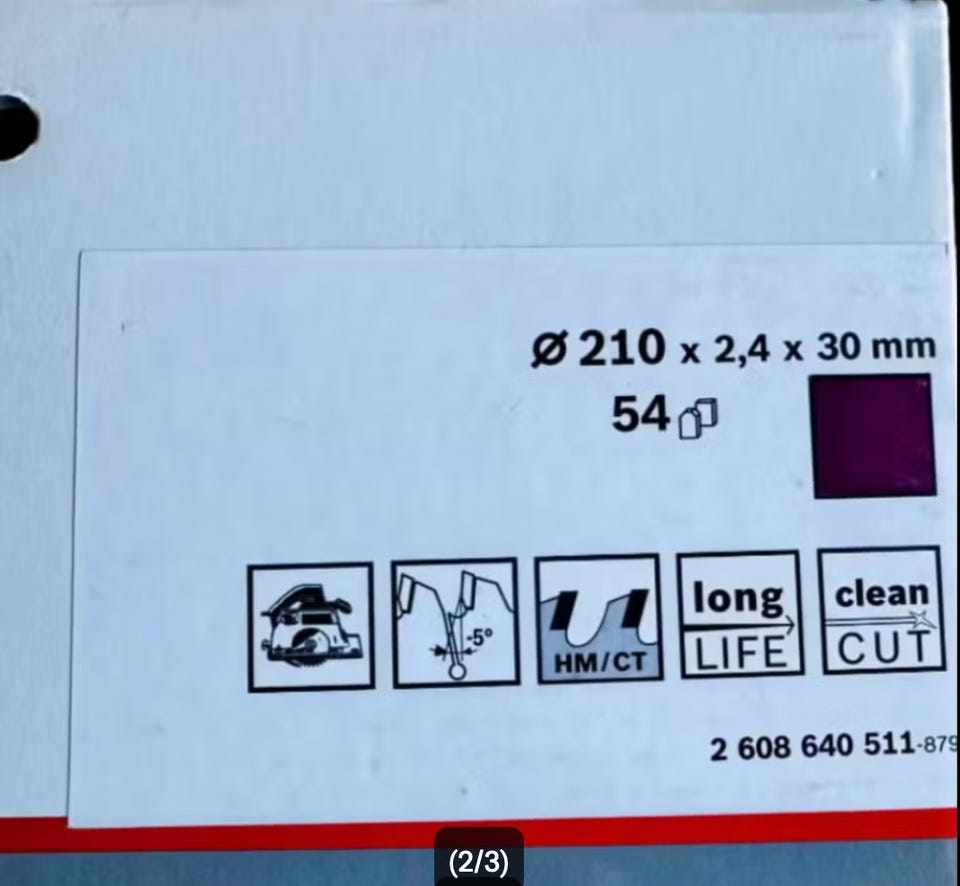 Ø 210 x 2,4 x 30 mm
54
-5°
HM/CT
long
LIFE
clean
CUT
2 608 640 511-879
(2/3)